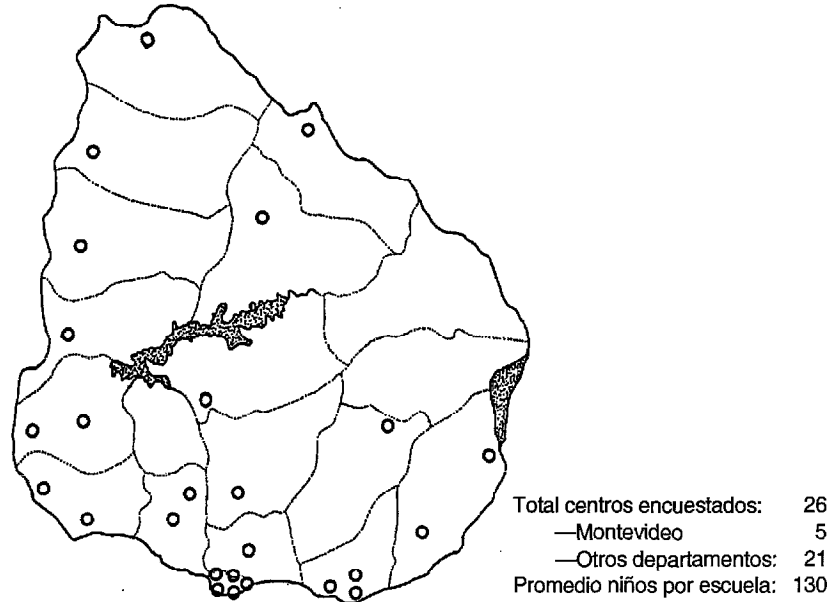 Total centros encuestados: 26
—Montevideo 5
—Otros departamentos: 21
Promedio niños por escuela: 130